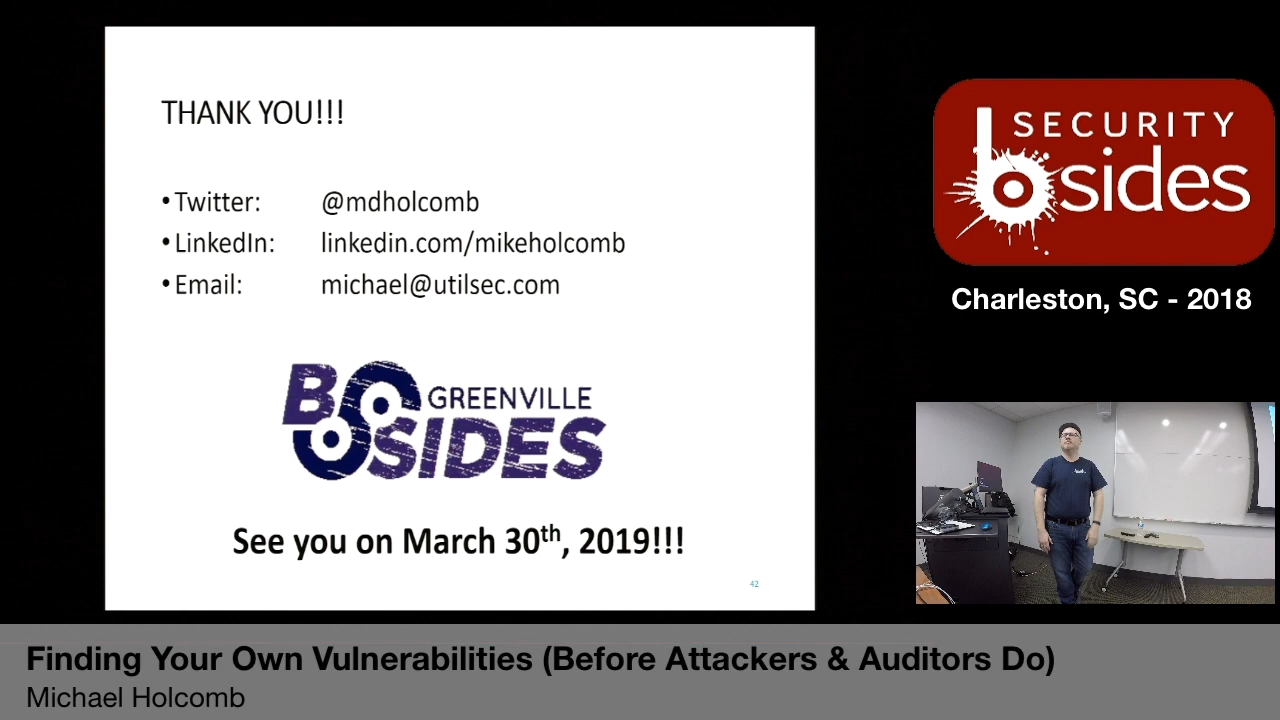 THANK YOU!!!
• Twitter: @mdholcomb
• LinkedIn: linkedin.com/mikeholcomb
• Email: michael@utilsec.com
BSIDES GREENVILLE
See you on March 30th, 2019!!!
42
SECURITY
bsides
Charleston, SC - 2018
Finding Your Own Vulnerabilities (Before Attackers & Auditors Do)
Michael Holcomb